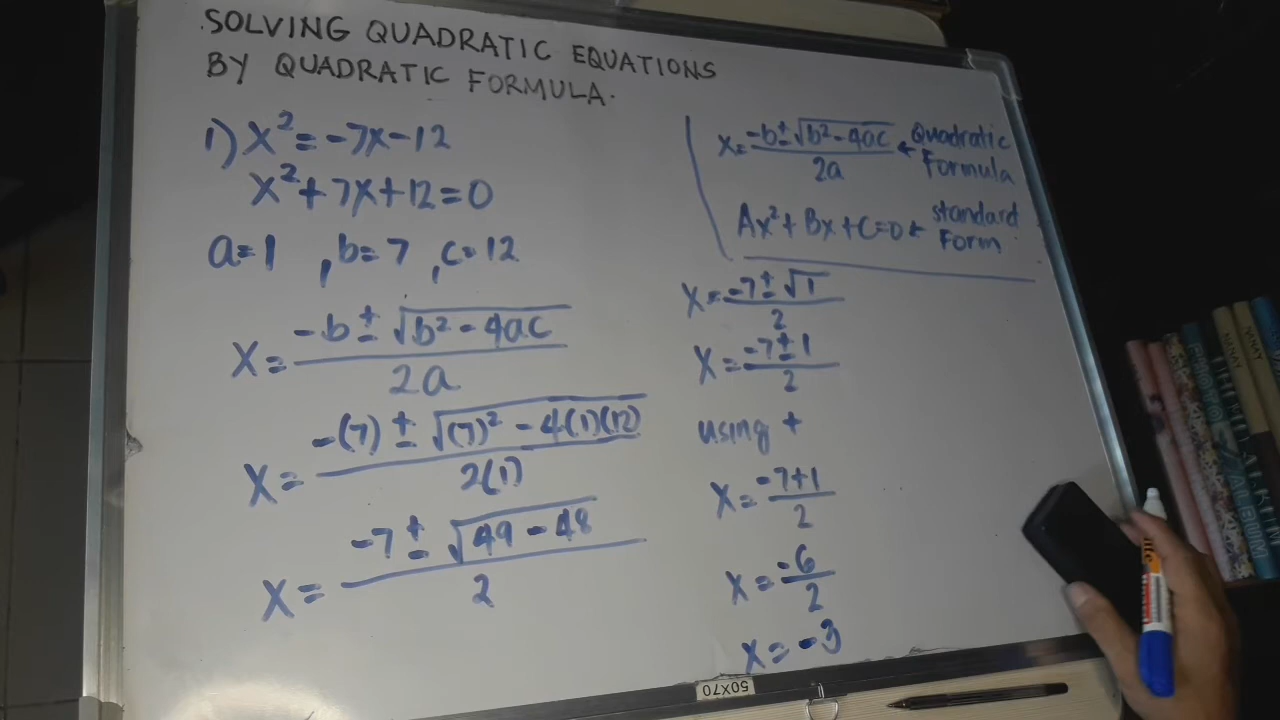 SOLVING QUADRATIC EQUATIONS
BY QUADRATIC FORMULA.
1) x² = -7x - 12
x² + 7x + 12 = 0
a = 1 , b = 7 , c = 12
x = (-b ± √(b² - 4ac)) / 2a
x = (-(7) ± √((7)² - 4(1)(12))) / 2(1)
x = (-7 ± √(49 - 48)) / 2
x = (-b ± √(b² - 4ac)) / 2a ← Quadratic Formula
Ax² + Bx + C = 0 ← standard Form
x = (-7 ± √1) / 2
x = (-7 ± 1) / 2
using +
x = (-7 + 1) / 2
x = -6 / 2
x = -3
50X70